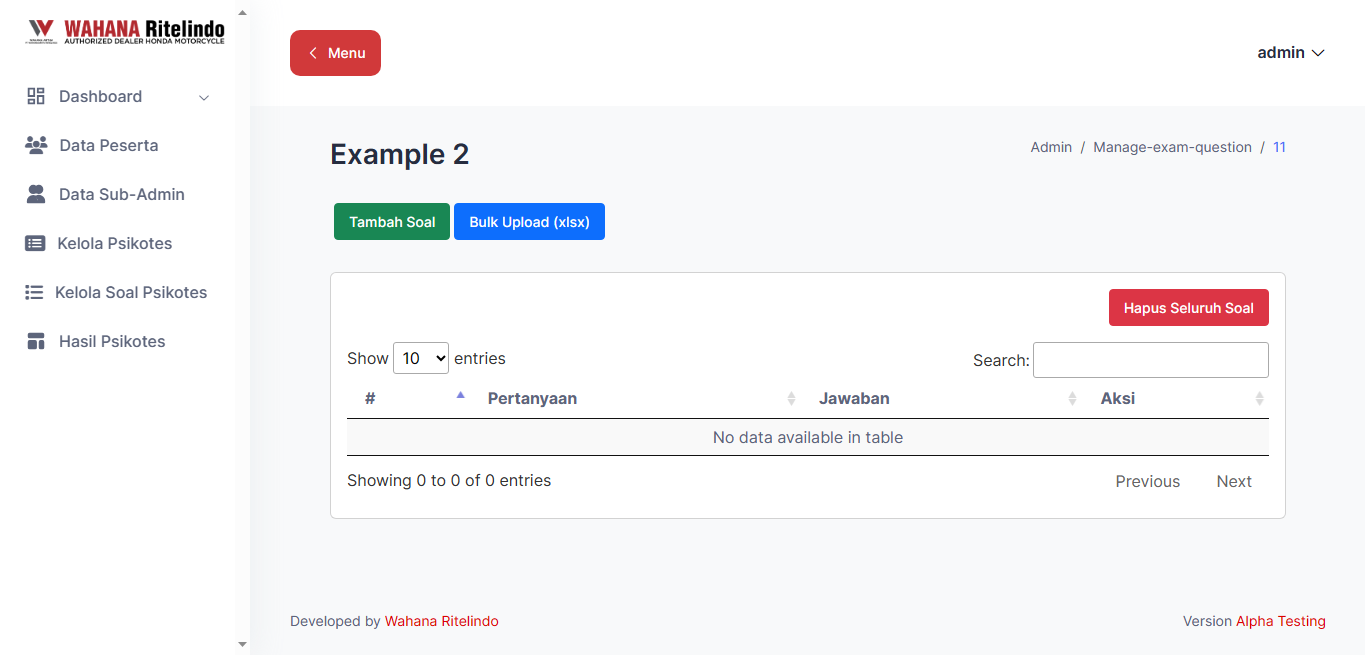 WAHANA Ritelindo
AUTHORIZED DEALER HONDA MOTORCYCLE
Menu
admin
Dashboard
Data Peserta
Data Sub-Admin
Kelola Psikotes
Kelola Soal Psikotes
Hasil Psikotes
Example 2
Admin / Manage-exam-question / 11
Tambah Soal Bulk Upload (xlsx)
Hapus Seluruh Soal
Show 10 entries
Search:
# Pertanyaan Jawaban Aksi
No data available in table
Showing 0 to 0 of 0 entries
Previous Next
Developed by Wahana Ritelindo
Version Alpha Testing